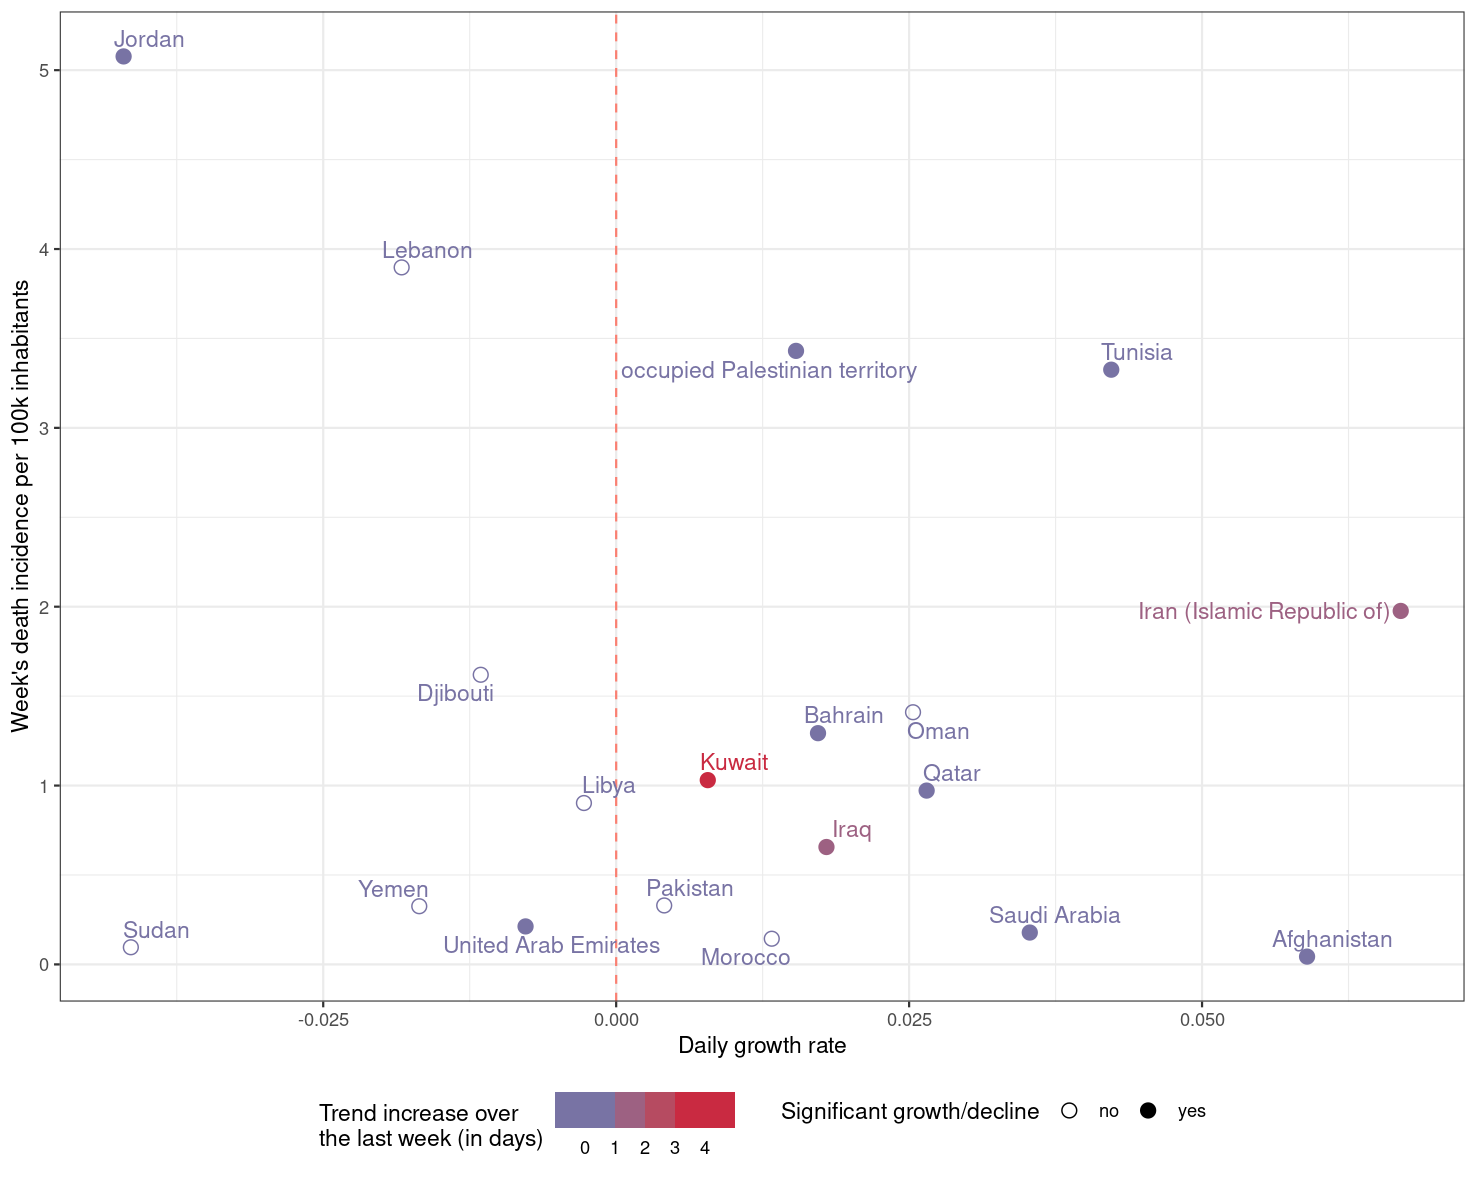 Jordan
5
Lebanon
4
occupied Palestinian territory
Tunisia
3
Week's death incidence per 100k inhabitants
2
Iran (Islamic Republic of)
Djibouti
Bahrain
Oman
Kuwait
Qatar
Libya
1
Iraq
Yemen
Pakistan
Sudan
United Arab Emirates
Morocco
Saudi Arabia
Afghanistan
0
-0.025 0.000 0.025 0.050
Daily growth rate
Trend increase over
the last week (in days)
0 1 2 3 4
Significant growth/decline no yes